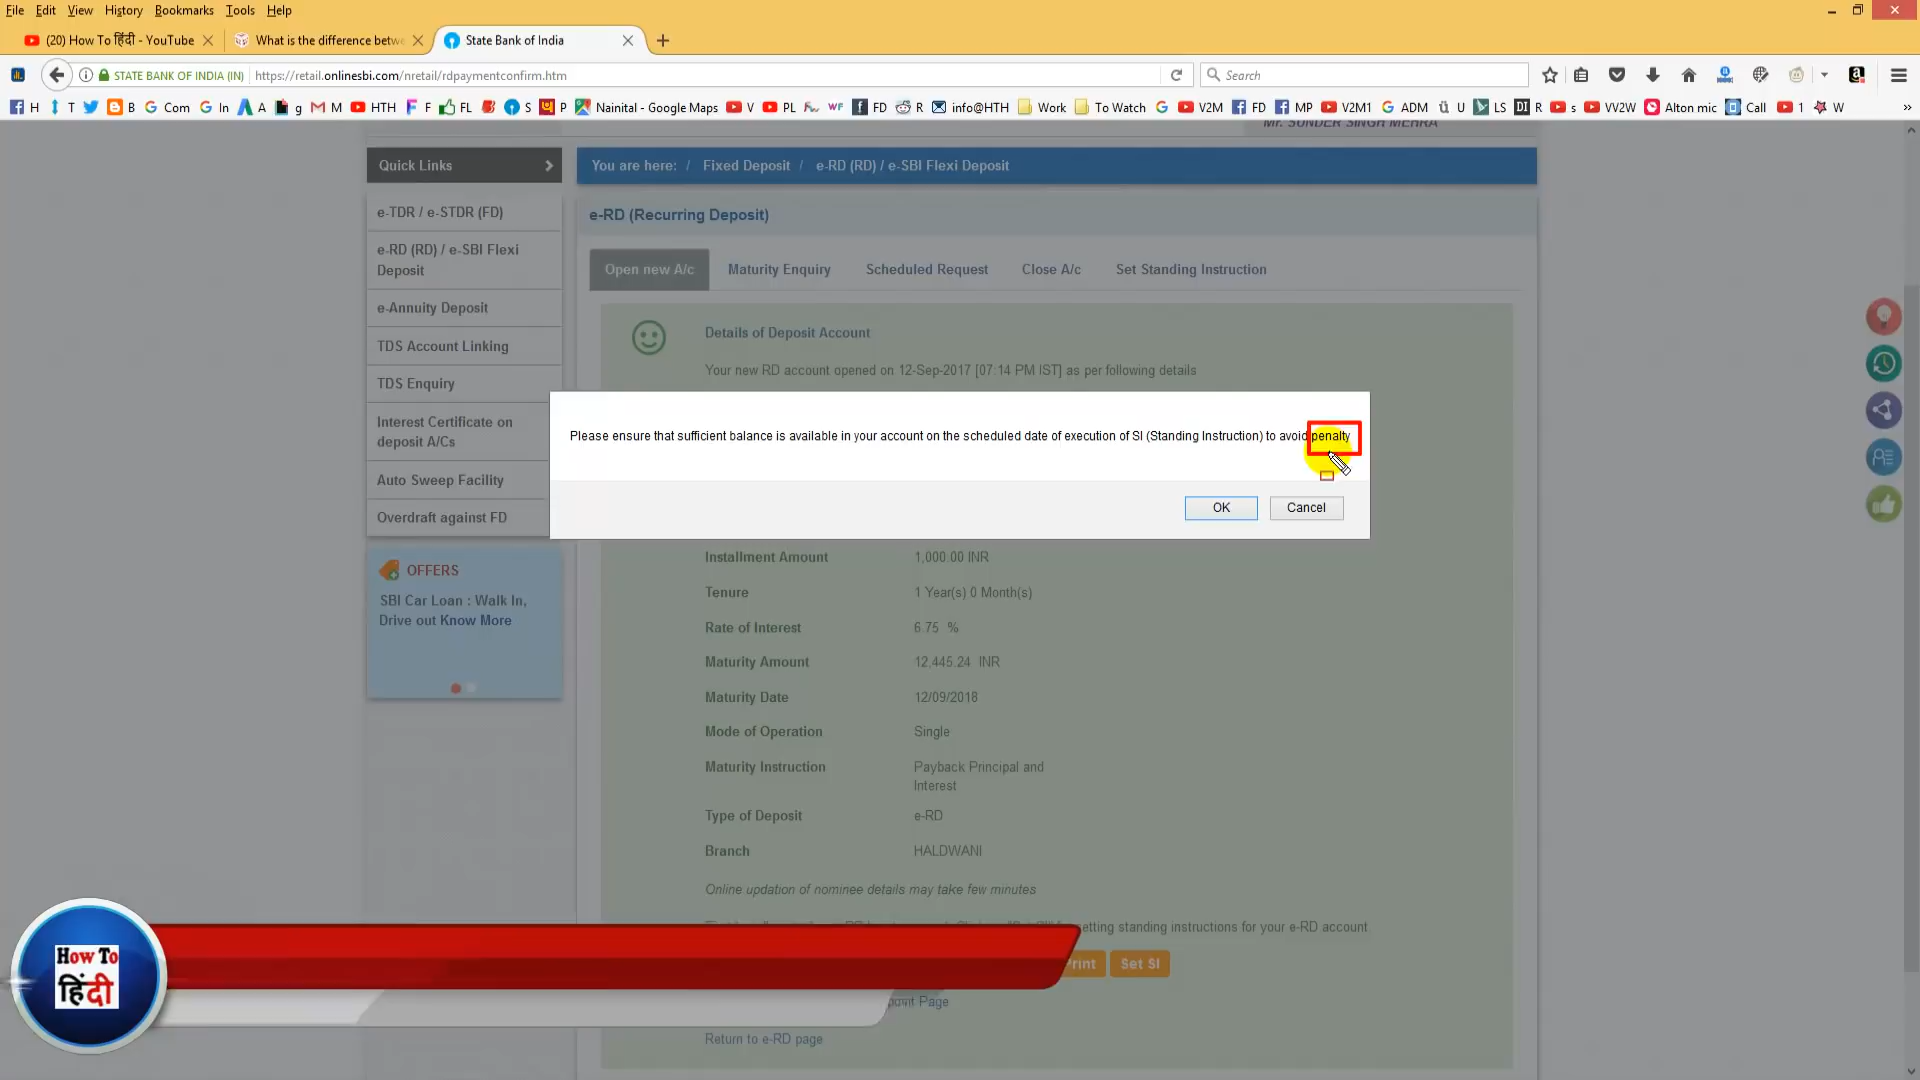 File Edit View History Bookmarks Tools Help
(20) How To हिंदी - YouTube
What is the difference betwe
State Bank of India
STATE BANK OF INDIA (IN)
https://retail.onlinesbi.com/nretail/rdpaymentconfirm.htm
Search
H T B Com In A g M HTH F FL S P Nainital - Google Maps V PL WF FD R info@HTH Work To Watch V2M FD MP V2M1 ADM U LS DI R s VV2W Alton mic Call 1 W
Mr. SUNDER SINGH MEHRA
Quick Links
You are here: / Fixed Deposit / e-RD (RD) / e-SBI Flexi Deposit
e-TDR / e-STDR (FD)
e-RD (RD) / e-SBI Flexi
Deposit
e-Annuity Deposit
TDS Account Linking
TDS Enquiry
Interest Certificate on
deposit A/Cs
Auto Sweep Facility
Overdraft against FD
OFFERS
SBI Car Loan : Walk In,
Drive out Know More
e-RD (Recurring Deposit)
Open new A/c Maturity Enquiry Scheduled Request Close A/c Set Standing Instruction
Details of Deposit Account
Your new RD account opened on 12-Sep-2017 [07:14 PM IST] as per following details
Please ensure that sufficient balance is available in your account on the scheduled date of execution of SI (Standing Instruction) to avoid penalty
OK Cancel
Installment Amount 1,000.00 INR
Tenure 1 Year(s) 0 Month(s)
Rate of Interest 6.75 %
Maturity Amount 12,445.24 INR
Maturity Date 12/09/2018
Mode of Operation Single
Maturity Instruction Payback Principal and
Interest
Type of Deposit e-RD
Branch HALDWANI
Online updation of nominee details may take few minutes
etting standing instructions for your e-RD account.
rint Set SI
Page
Return to e-RD page
How To
हिंदी